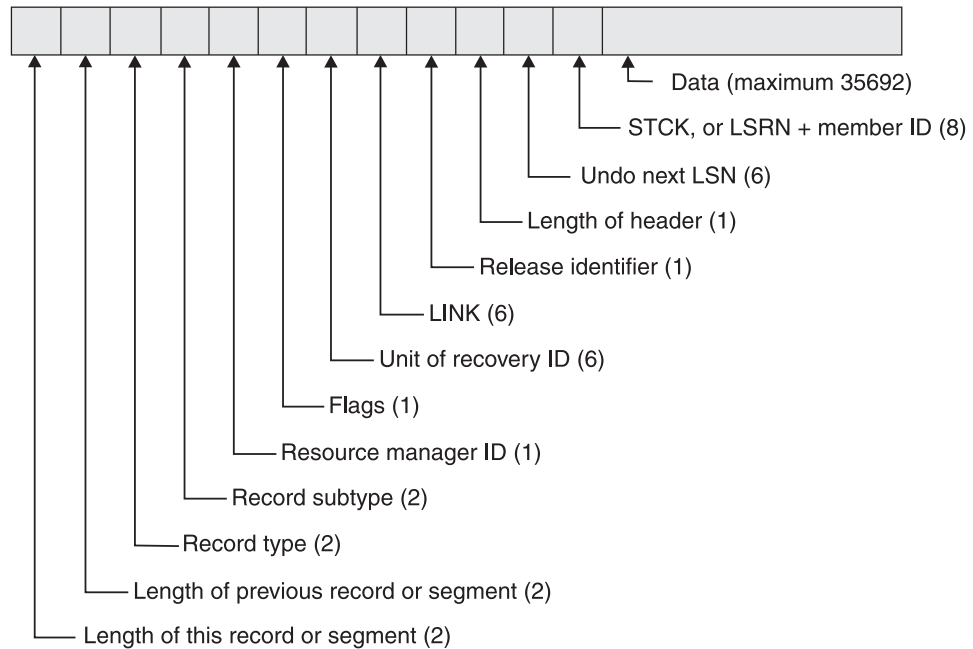 Data (maximum 35692)
STCK, or LSRN + member ID (8)
Undo next LSN (6)
Length of header (1)
Release identifier (1)
LINK (6)
Unit of recovery ID (6)
Flags (1)
Resource manager ID (1)
Record subtype (2)
Record type (2)
Length of previous record or segment (2)
Length of this record or segment (2)